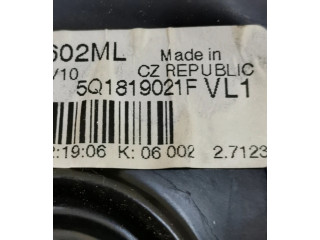 602ML Made in
/10 CZ REPUBLIC
5Q1819021F VL1
2:19:06 K: 06 002 2.7123